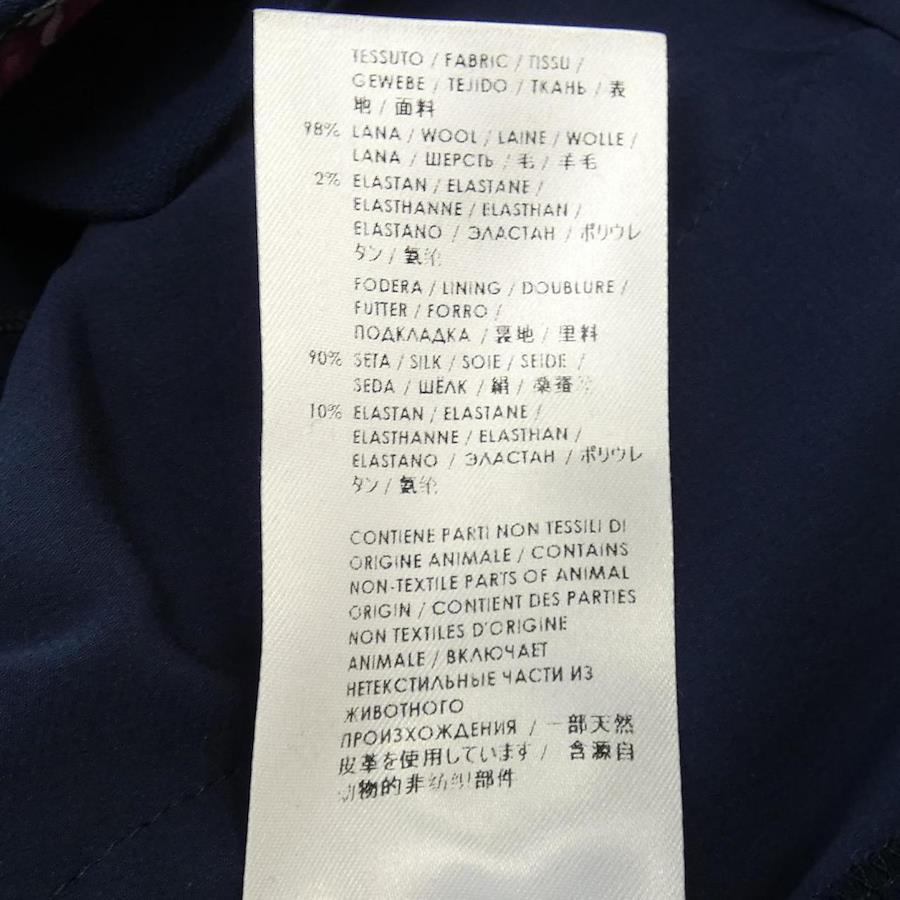 TESSUTO / FABRIC / TISSU /
GEWEBE / TEJIDO / ТКАНЬ / 表
地 / 面料
98% LANA / WOOL / LAINE / WOLLE /
LANA / ШЕРСТЬ / 毛 / 羊毛
2% ELASTAN / ELASTANE /
ELASTHANNE / ELASTHAN /
ELASTANO / ЭЛАСТАН / ポリウレ
タン / 氨纶
FODERA / LINING / DOUBLURE /
FUTTER / FORRO /
ПОДКЛАДКА / 裏地 / 里料
90% SETA / SILK / SOIE / SEIDE /
SEDA / ШЁЛК / 絹 / 桑蚕丝
10% ELASTAN / ELASTANE /
ELASTHANNE / ELASTHAN /
ELASTANO / ЭЛАСТАН / ポリウレ
タン / 氨纶
CONTIENE PARTI NON TESSILI DI
ORIGINE ANIMALE / CONTAINS
NON-TEXTILE PARTS OF ANIMAL
ORIGIN / CONTIENT DES PARTIES
NON TEXTILES D'ORIGINE
ANIMALE / ВКЛЮЧАЕТ
НЕТЕКСТИЛЬНЫЕ ЧАСТИ ИЗ
ЖИВОТНОГО
ПРОИЗХОЖДЕНИЯ / 一部天然
皮革を使用しています / 含源自
动物的非纺织部件